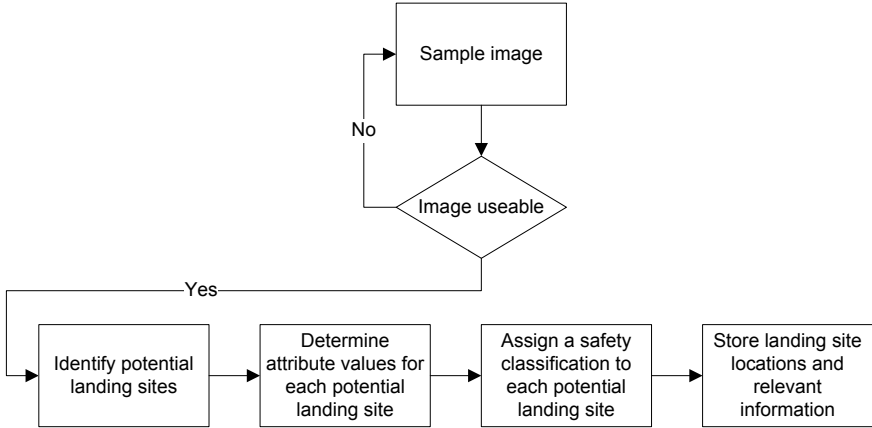 Sample image
No
Image useable
Yes
Identify potential
landing sites
Determine
attribute values for
each potential
landing site
Assign a safety
classification to
each potential
landing site
Store landing site
locations and
relevant
information